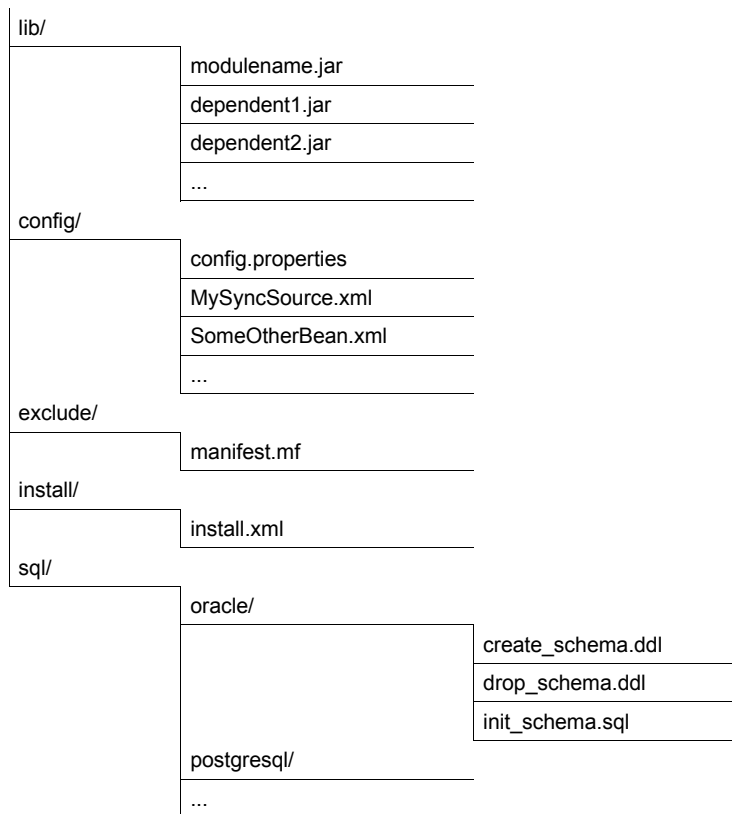 lib/
modulename.jar
dependent1.jar
dependent2.jar
...
config/
config.properties
MySyncSource.xml
SomeOtherBean.xml
...
exclude/
manifest.mf
install/
install.xml
sql/
oracle/
create_schema.ddl
drop_schema.ddl
init_schema.sql
postgresql/
...